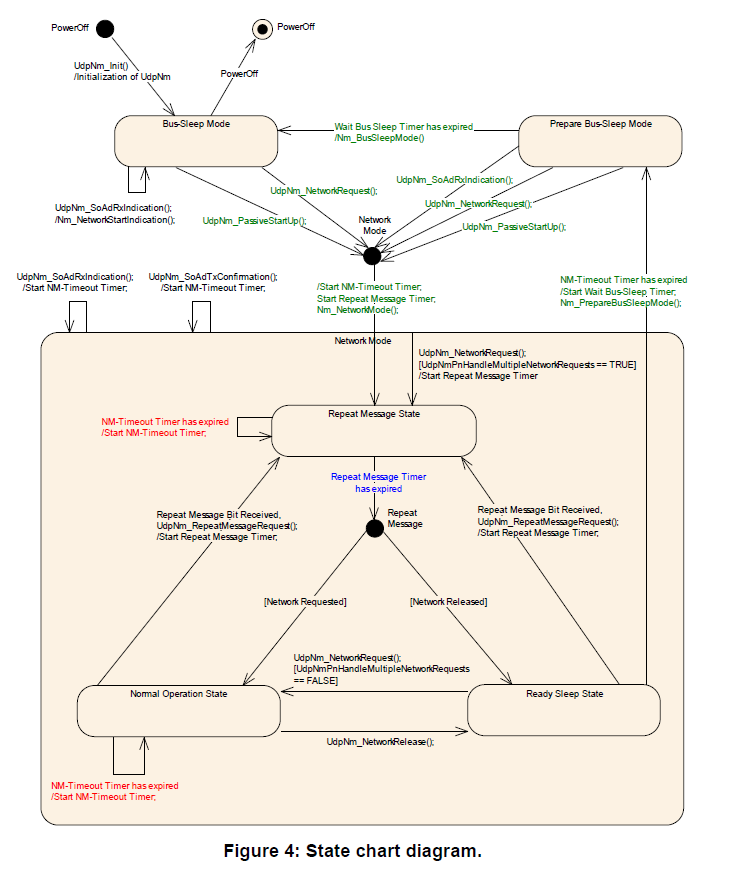 PowerOff
PowerOff
UdpNm_Init()
/Initialization of UdpNm
PowerOff
Bus-Sleep Mode
Wait Bus Sleep Timer has expired
/Nm_BusSleepMode()
Prepare Bus-Sleep Mode
UdpNm_SoAdRxIndication();
/Nm_NetworkStartIndication();
UdpNm_NetworkRequest();
UdpNm_PassiveStartUp();
UdpNm_SoAdRxIndication();
UdpNm_NetworkRequest();
UdpNm_PassiveStartUp();
Network
Mode
UdpNm_SoAdRxIndication();
/Start NM-Timeout Timer;
UdpNm_SoAdTxConfirmation();
/Start NM-Timeout Timer;
/Start NM-Timeout Timer;
Start Repeat Message Timer;
Nm_NetworkMode();
NM-Timeout Timer has expired
/Start Wait Bus-Sleep Timer;
Nm_PrepareBusSleepMode();
Network Mode
UdpNm_NetworkRequest();
[UdpNmPnHandleMultipleNetworkRequests == TRUE]
/Start Repeat Message Timer
Repeat Message State
NM-Timeout Timer has expired
/Start NM-Timeout Timer;
Repeat Message Timer
has expired
Repeat Message Bit Received,
UdpNm_RepeatMessageRequest();
/Start Repeat Message Timer;
Repeat
Message
Repeat Message Bit Received,
UdpNm_RepeatMessageRequest();
/Start Repeat Message Timer;
[Network Requested]
[Network Released]
UdpNm_NetworkRequest();
[UdpNmPnHandleMultipleNetworkRequests
== FALSE]
Normal Operation State
Ready Sleep State
UdpNm_NetworkRelease();
NM-Timeout Timer has expired
/Start NM-Timeout Timer;
Figure 4: State chart diagram.